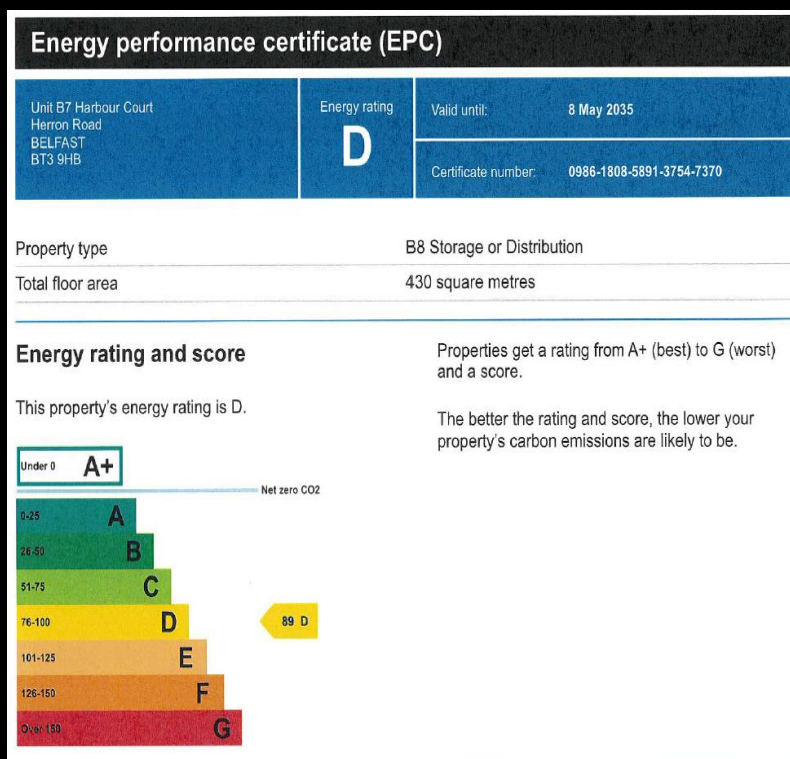 Energy performance certificate (EPC)
Unit B7 Harbour Court
Herron Road
BELFAST
BT3 9HB
Energy rating
D
Valid until:
8 May 2035
Certificate number:
0986-1808-5891-3754-7370
Property type
B8 Storage or Distribution
Total floor area
430 square metres
Energy rating and score
This property's energy rating is D.
Under 0 A+
Net zero CO2
0-25 A
26-50 B
51-75 C
76-100 D
89 D
101-125 E
126-150 F
Over 150 G
Properties get a rating from A+ (best) to G (worst)
and a score.
The better the rating and score, the lower your
property's carbon emissions are likely to be.